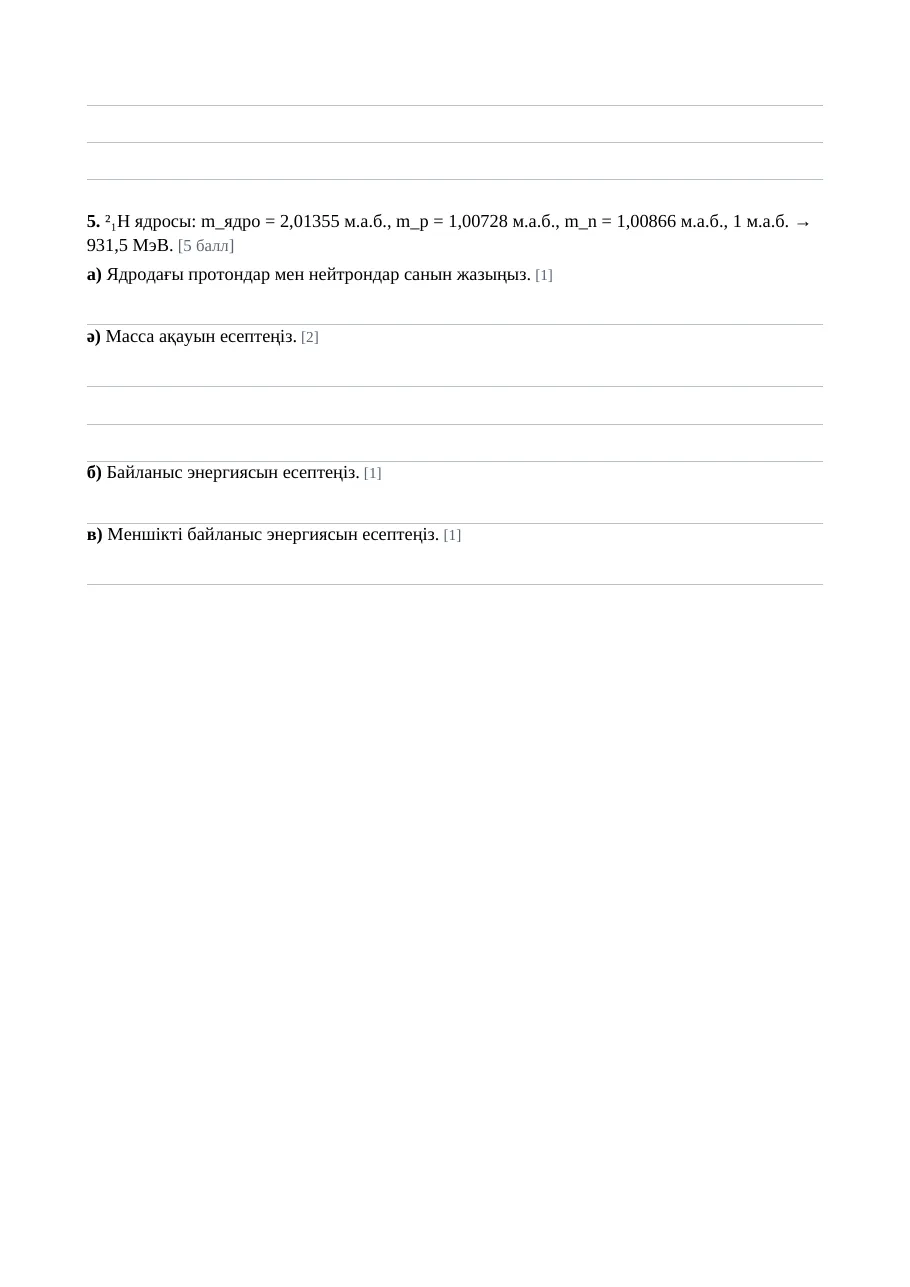 5. ²₁H ядросы: m_ядро = 2,01355 м.а.б., m_p = 1,00728 м.а.б., m_n = 1,00866 м.а.б., 1 м.а.б. →
931,5 МэВ. [5 балл]
а) Ядродағы протондар мен нейтрондар санын жазыңыз. [1]
ә) Масса ақауын есептеңіз. [2]
б) Байланыс энергиясын есептеңіз. [1]
в) Меншікті байланыс энергиясын есептеңіз. [1]